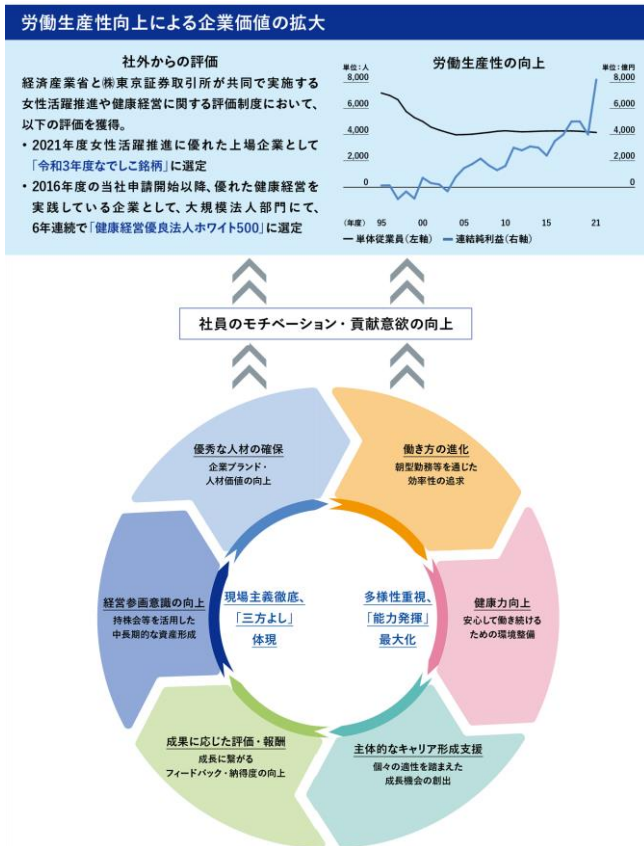 労働生産性向上による企業価値の拡大
社外からの評価
経済産業省と㈱東京証券取引所が共同で実施する
女性活躍推進や健康経営に関する評価制度において、
以下の評価を獲得。
・2021年度女性活躍推進に優れた上場企業として
「令和3年度なでしこ銘柄」に選定
・2016年度の当社申請開始以降、優れた健康経営を
実践している企業として、大規模法人部門にて、
6年連続で「健康経営優良法人ホワイト500」に選定
労働生産性の向上
単位:人
単位:億円
8,000
6,000
4,000
2,000
0
8,000
6,000
4,000
2,000
0
(年度) 95 00 05 10 15 21
単体従業員(左軸) 連結純利益(右軸)
社員のモチベーション・貢献意欲の向上
優秀な人材の確保
企業ブランド・
人材価値の向上
働き方の進化
朝型勤務等を通じた
効率性の追求
健康力向上
安心して働き続ける
ための環境整備
主体的なキャリア形成支援
個々の適性を踏まえた
成長機会の創出
成果に応じた評価・報酬
成長に繋がる
フィードバック・納得度の向上
経営参画意識の向上
持株会等を活用した
中長期的な資産形成
現場主義徹底、
「三方よし」
体現
多様性重視、
「能力発揮」
最大化